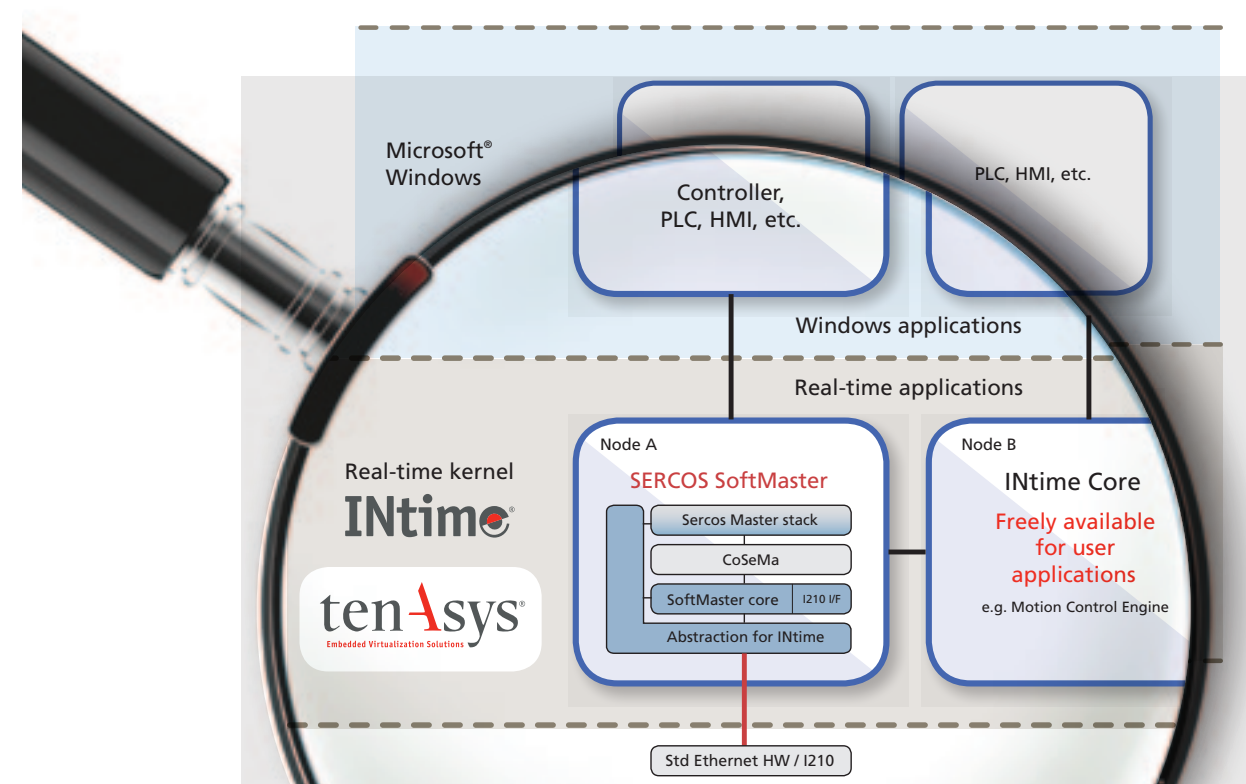 Microsoft®
Windows
Controller,
PLC, HMI, etc.
PLC, HMI, etc.
Windows applications
Real-time applications
Real-time kernel
INtime®
tenAsys®
Embedded Virtualization Solutions
Node A
SERCOS SoftMaster
Sercos Master stack
CoSeMa
SoftMaster core
I210 I/F
Abstraction for INtime
Node B
INtime Core
Freely available
for user
applications
e.g. Motion Control Engine
Std Ethernet HW / I210